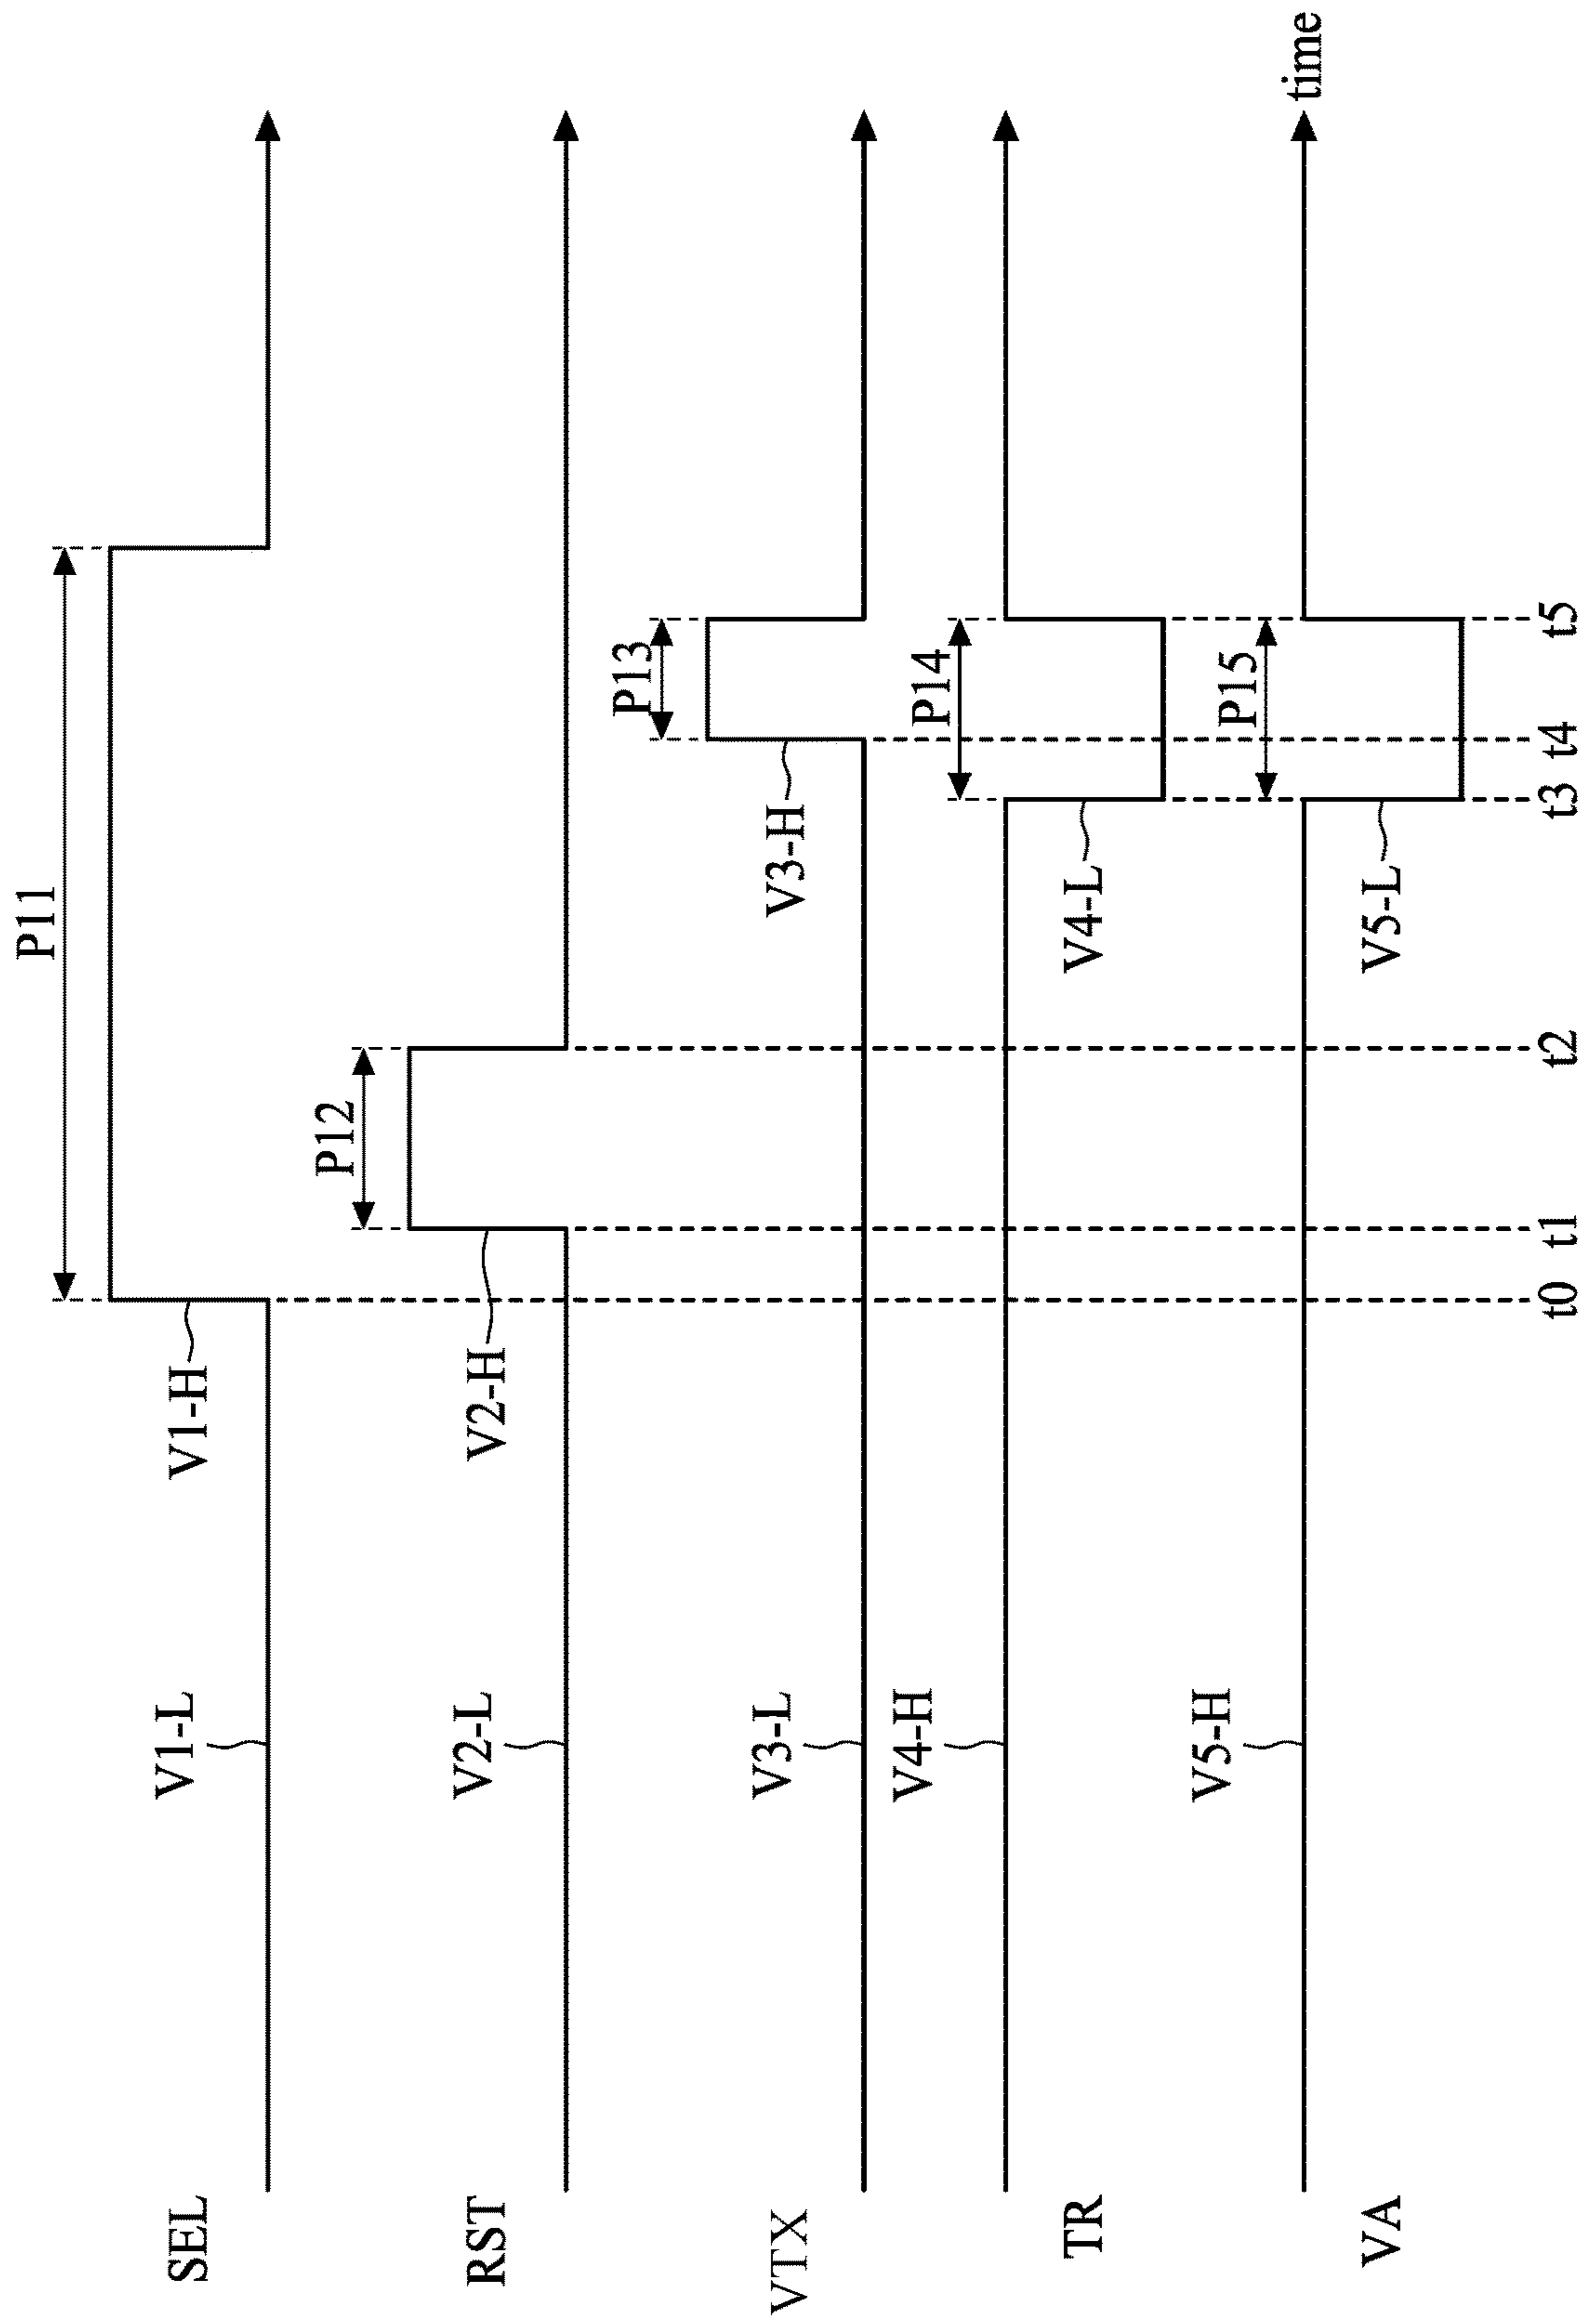 SEL
V1-L
V1-H
P11
RST
V2-L
V2-H
P12
VTX
V3-L
V3-H
P13
TR
V4-H
V4-L
P14
VA
V5-H
V5-L
P15
time
t0
t1
t2
t3
t4
t5